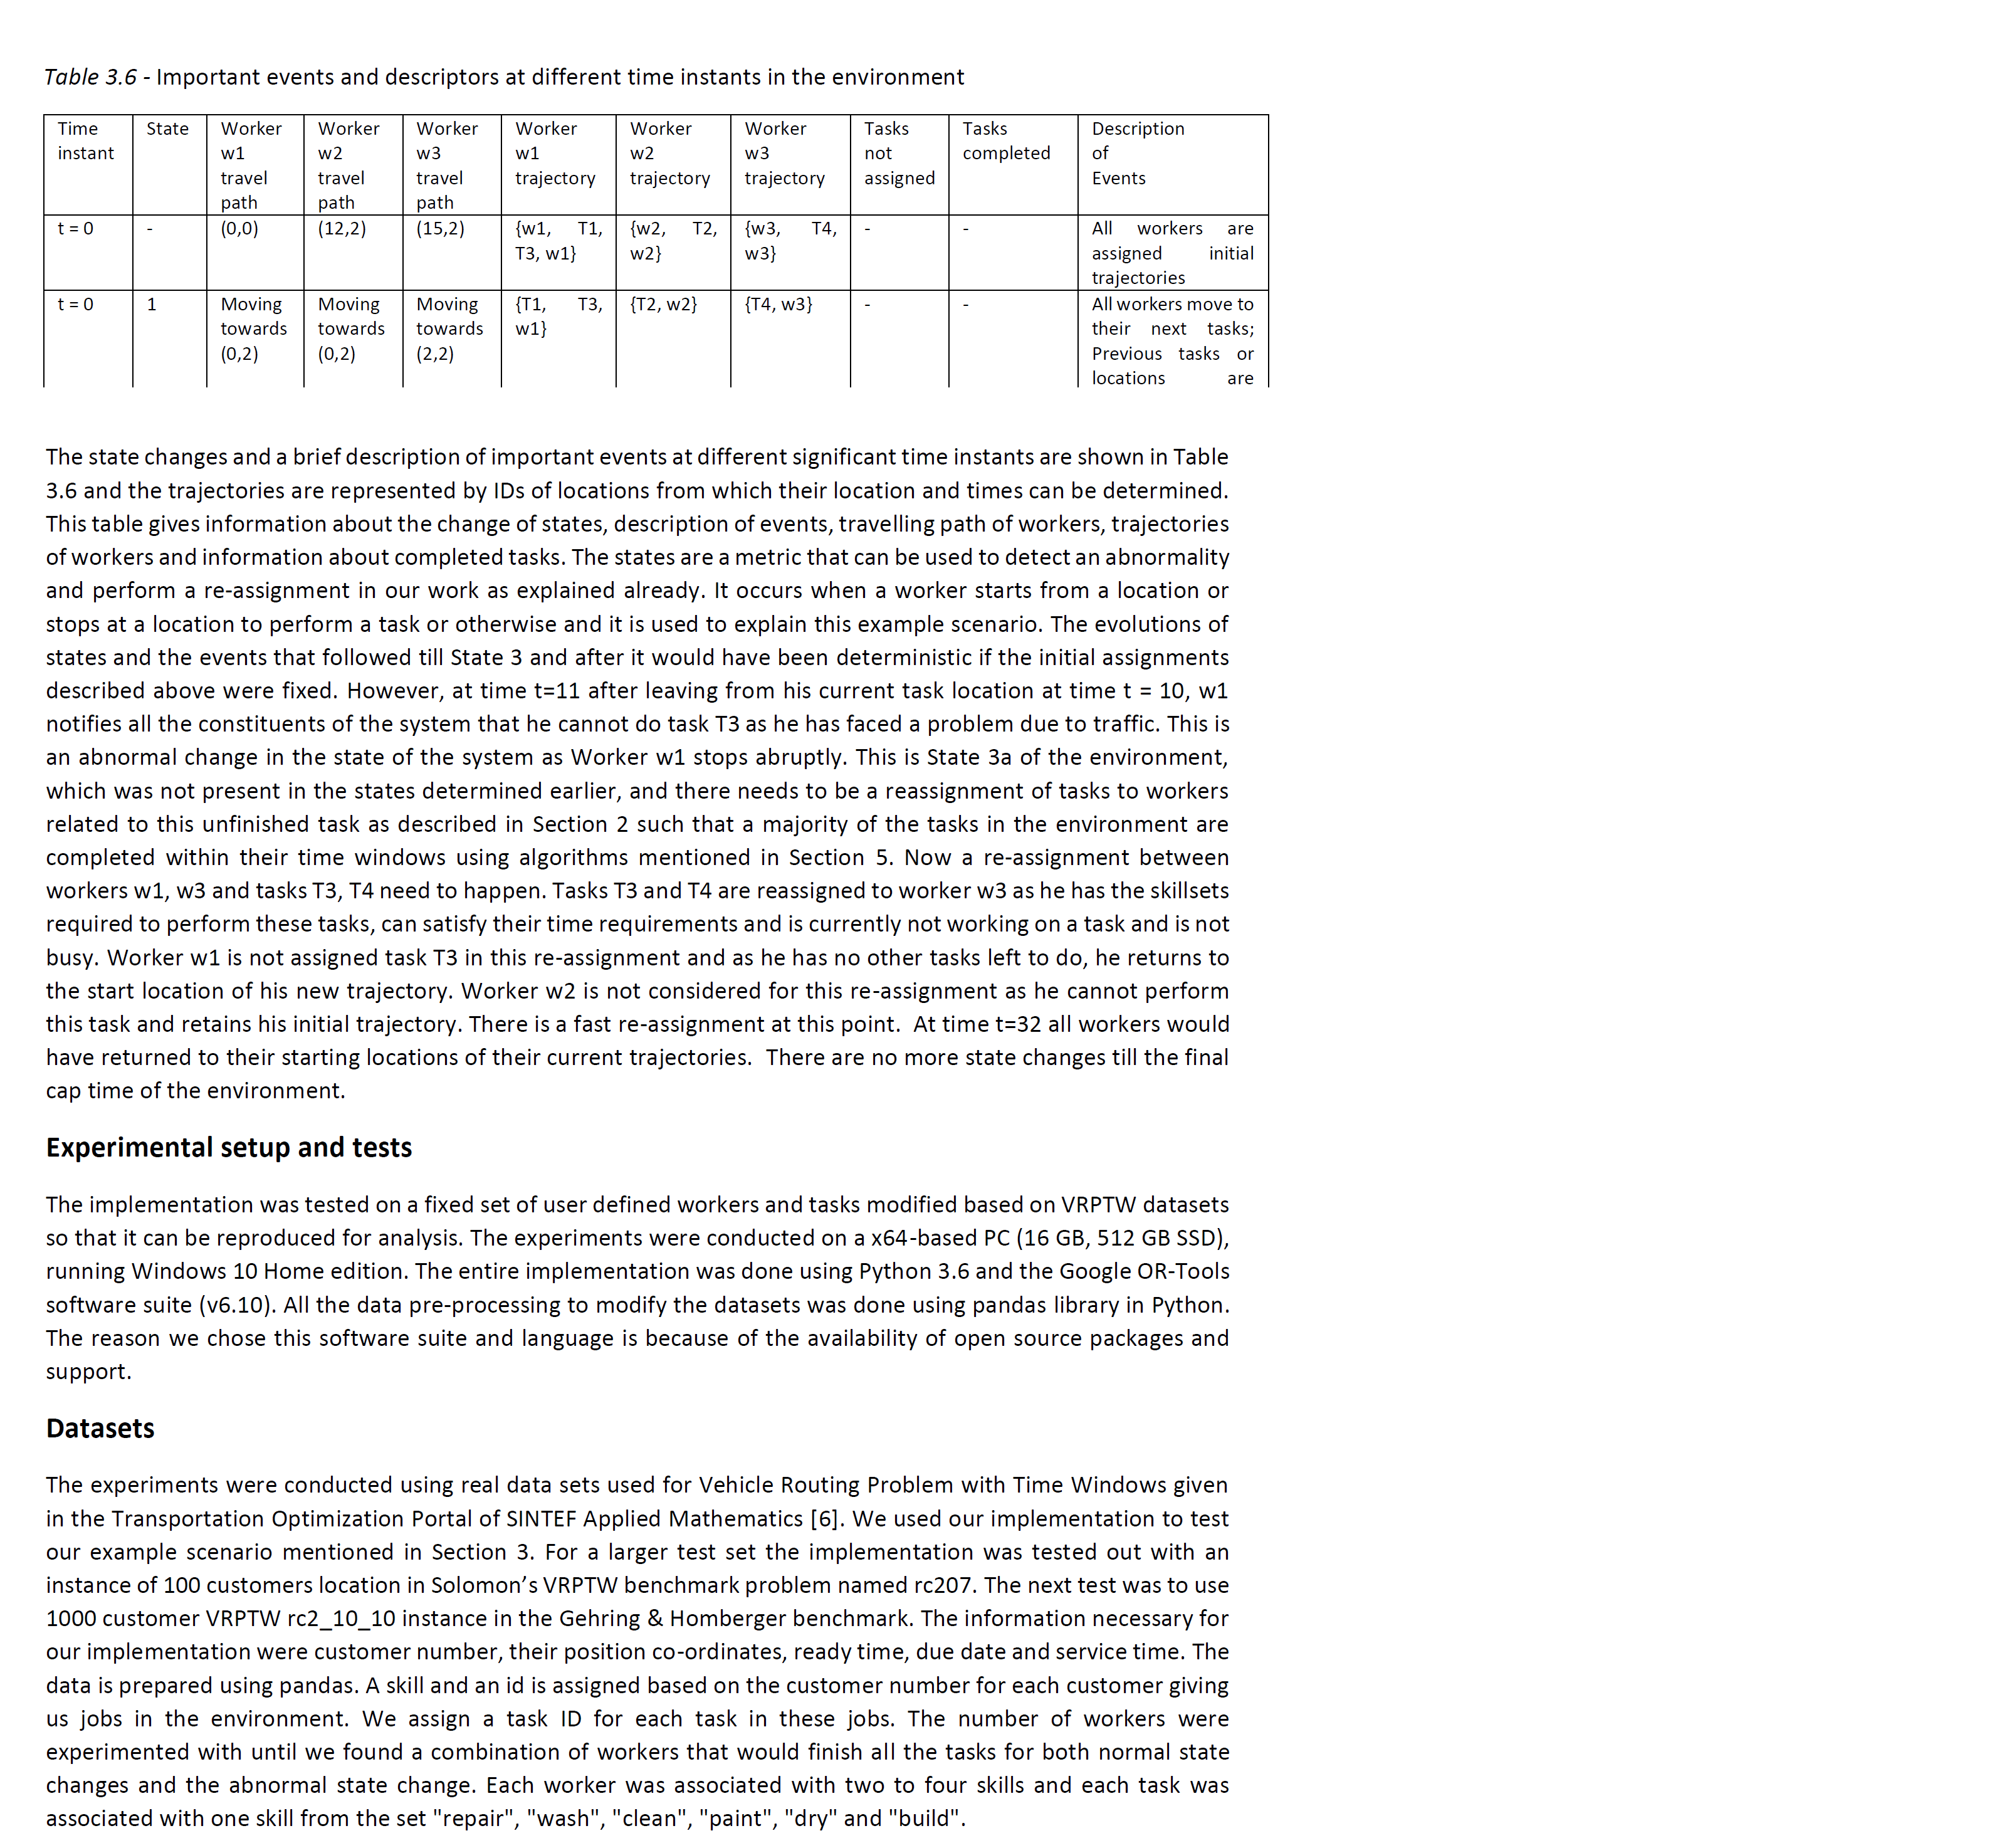 Table 3.6 - Important events and descriptors at different time instants in the environment
Time instant | State | Worker w1 travel path | Worker w2 travel path | Worker w3 travel path | Worker w1 trajectory | Worker w2 trajectory | Worker w3 trajectory | Tasks not assigned | Tasks completed | Description of Events
t = 0 | - | (0,0) | (12,2) | (15,2) | {w1, T1, T3, w1} | {w2, T2, w2} | {w3, T4, w3} | - | - | All workers are assigned initial trajectories
t = 0 | 1 | Moving towards (0,2) | Moving towards (0,2) | Moving towards (2,2) | {T1, T3, w1} | {T2, w2} | {T4, w3} | - | - | All workers move to their next tasks; Previous tasks or locations are
The state changes and a brief description of important events at different significant time instants are shown in Table
3.6 and the trajectories are represented by IDs of locations from which their location and times can be determined.
This table gives information about the change of states, description of events, travelling path of workers, trajectories
of workers and information about completed tasks. The states are a metric that can be used to detect an abnormality
and perform a re-assignment in our work as explained already. It occurs when a worker starts from a location or
stops at a location to perform a task or otherwise and it is used to explain this example scenario. The evolutions of
states and the events that followed till State 3 and after it would have been deterministic if the initial assignments
described above were fixed. However, at time t=11 after leaving from his current task location at time t = 10, w1
notifies all the constituents of the system that he cannot do task T3 as he has faced a problem due to traffic. This is
an abnormal change in the state of the system as Worker w1 stops abruptly. This is State 3a of the environment,
which was not present in the states determined earlier, and there needs to be a reassignment of tasks to workers
related to this unfinished task as described in Section 2 such that a majority of the tasks in the environment are
completed within their time windows using algorithms mentioned in Section 5. Now a re-assignment between
workers w1, w3 and tasks T3, T4 need to happen. Tasks T3 and T4 are reassigned to worker w3 as he has the skillsets
required to perform these tasks, can satisfy their time requirements and is currently not working on a task and is not
busy. Worker w1 is not assigned task T3 in this re-assignment and as he has no other tasks left to do, he returns to
the start location of his new trajectory. Worker w2 is not considered for this re-assignment as he cannot perform
this task and retains his initial trajectory. There is a fast re-assignment at this point. At time t=32 all workers would
have returned to their starting locations of their current trajectories. There are no more state changes till the final
cap time of the environment.
Experimental setup and tests
The implementation was tested on a fixed set of user defined workers and tasks modified based on VRPTW datasets
so that it can be reproduced for analysis. The experiments were conducted on a x64-based PC (16 GB, 512 GB SSD),
running Windows 10 Home edition. The entire implementation was done using Python 3.6 and the Google OR-Tools
software suite (v6.10). All the data pre-processing to modify the datasets was done using pandas library in Python.
The reason we chose this software suite and language is because of the availability of open source packages and
support.
Datasets
The experiments were conducted using real data sets used for Vehicle Routing Problem with Time Windows given
in the Transportation Optimization Portal of SINTEF Applied Mathematics [6]. We used our implementation to test
our example scenario mentioned in Section 3. For a larger test set the implementation was tested out with an
instance of 100 customers location in Solomon’s VRPTW benchmark problem named rc207. The next test was to use
1000 customer VRPTW rc2_10_10 instance in the Gehring & Homberger benchmark. The information necessary for
our implementation were customer number, their position co-ordinates, ready time, due date and service time. The
data is prepared using pandas. A skill and an id is assigned based on the customer number for each customer giving
us jobs in the environment. We assign a task ID for each task in these jobs. The number of workers were
experimented with until we found a combination of workers that would finish all the tasks for both normal state
changes and the abnormal state change. Each worker was associated with two to four skills and each task was
associated with one skill from the set "repair", "wash", "clean", "paint", "dry" and "build".